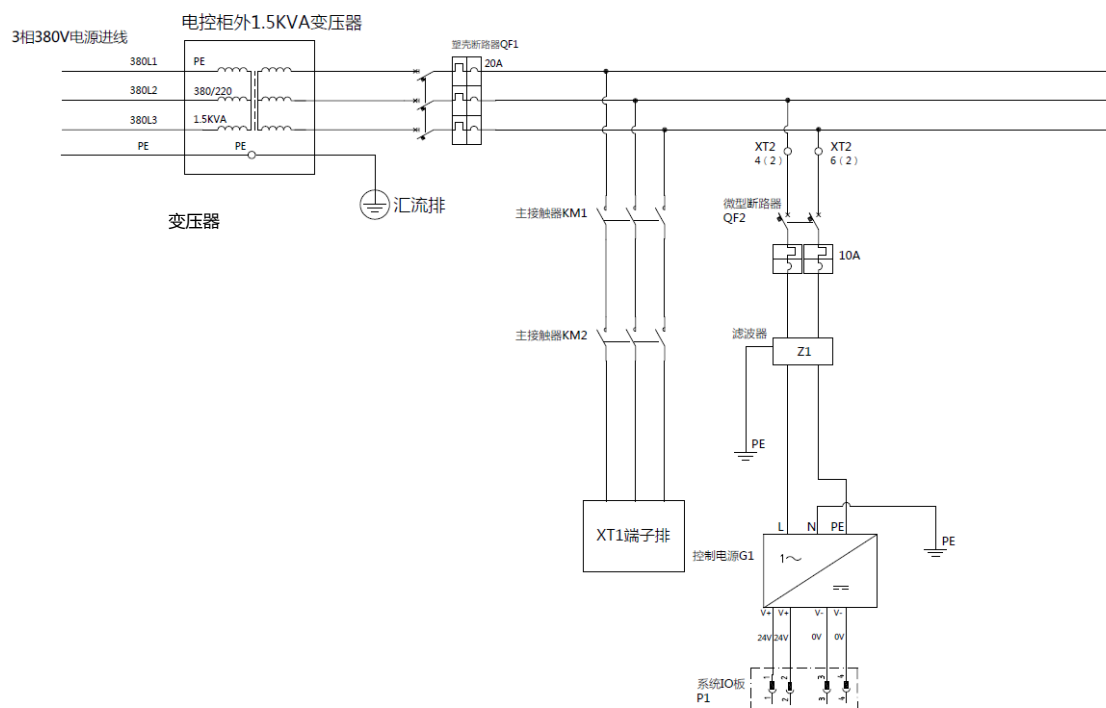 电控柜外1.5KVA变压器
3相380V电源进线
塑壳断路器QF1
380L1
PE
20A
380L2
380/220
380L3
1.5KVA
PE
PE
XT2
4(2)
XT2
6(2)
汇流排
变压器
主接触器KM1
微型断路器
QF2
10A
主接触器KM2
滤波器
Z1
PE
XT1端子排
L
N
PE
PE
控制电源G1
1
V+
V+
V-
V-
24V
24V
0V
0V
系统IO板
P1
1
2
3
4
1
2
3
4